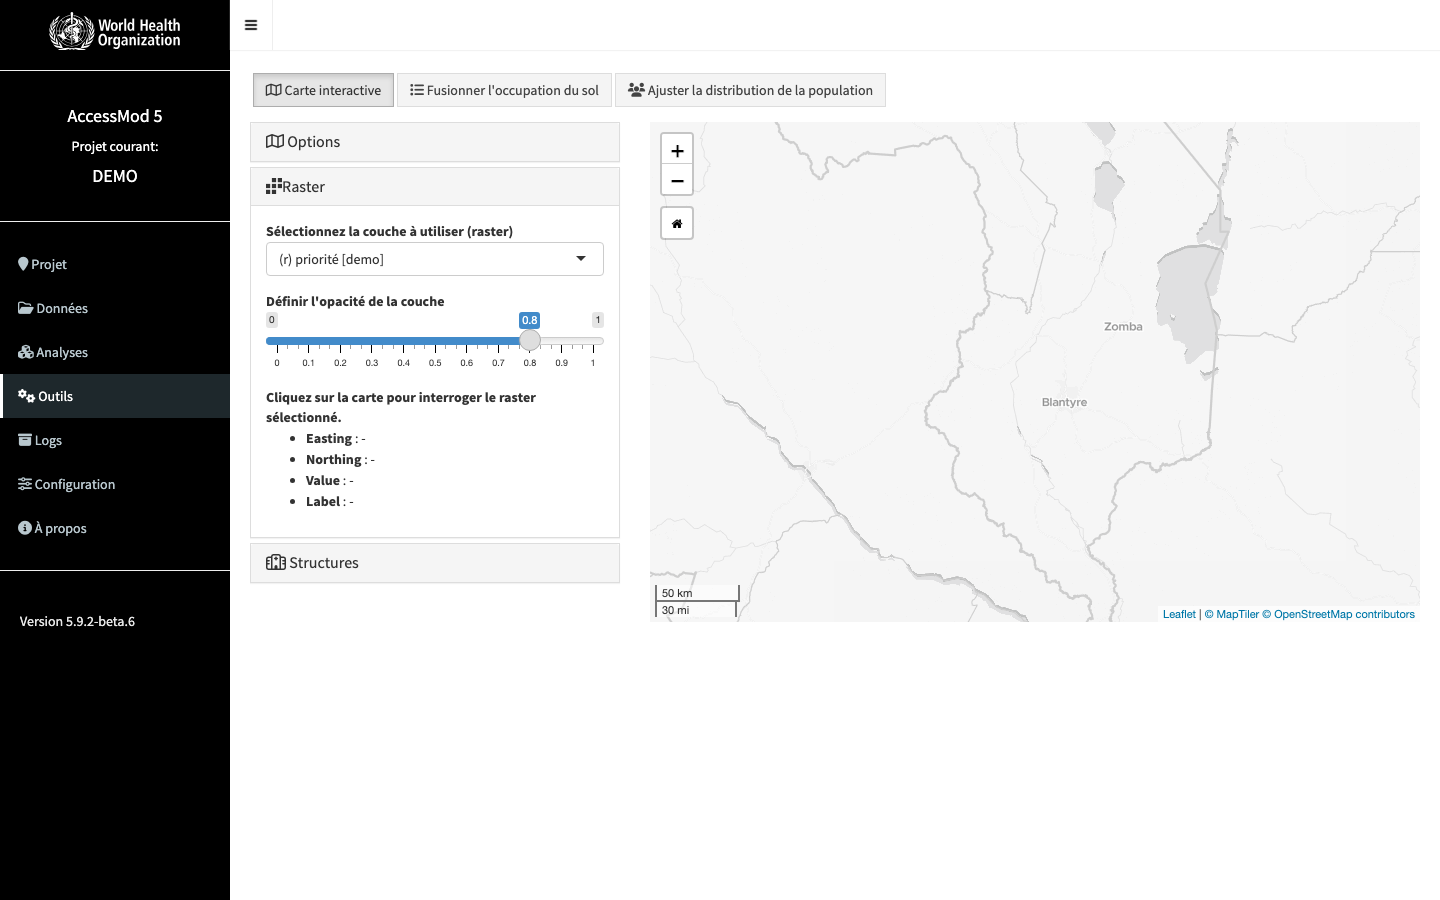 World Health
Organization
AccessMod 5
Projet courant:
DEMO
Projet
Données
Analyses
Outils
Logs
Configuration
À propos
Version 5.9.2-beta.6
Carte interactive
Fusionner l'occupation du sol
Ajuster la distribution de la population
Options
Raster
Sélectionnez la couche à utiliser (raster)
(r) priorité [demo]
Définir l'opacité de la couche
0 0.8 1
0 0.1 0.2 0.3 0.4 0.5 0.6 0.7 0.8 0.9 1
Cliquez sur la carte pour interroger le raster
sélectionné.
Easting : -
Northing : -
Value : -
Label : -
Structures
+
−
Zomba
Blantyre
50 km
30 mi
Leaflet | © MapTiler © OpenStreetMap contributors